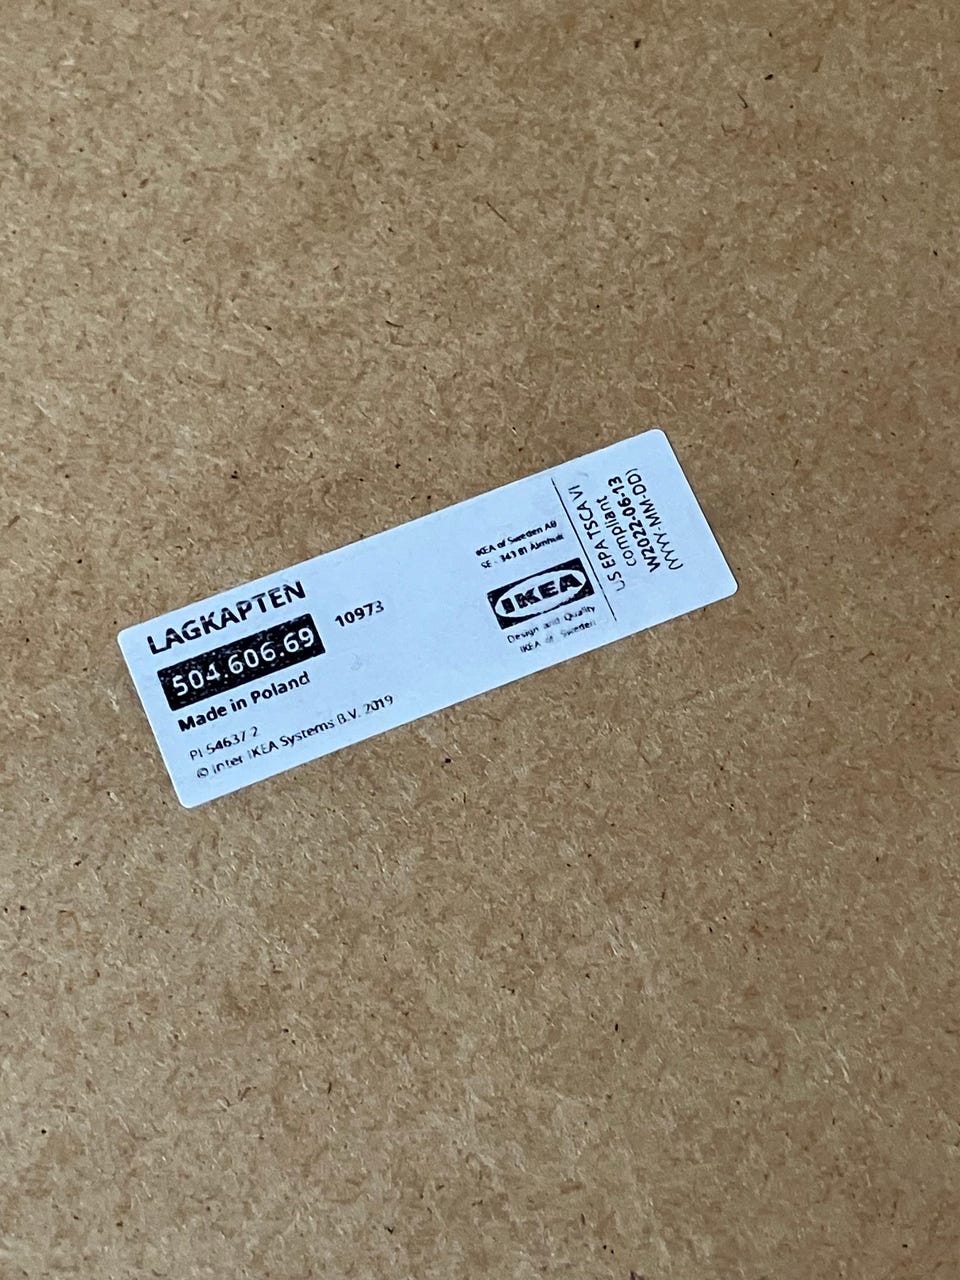 LAGKAPTEN
504.606.69 10973
Made in Poland
PI 54637 2
© Inter IKEA Systems B.V. 2019
IKEA of Sweden AB
SE - 343 81 Älmhult
IKEA
Design and Quality
IKEA of Sweden
US EPA TSCA VI
compliant
W2022-06-13
(YYYY-MM-DD)